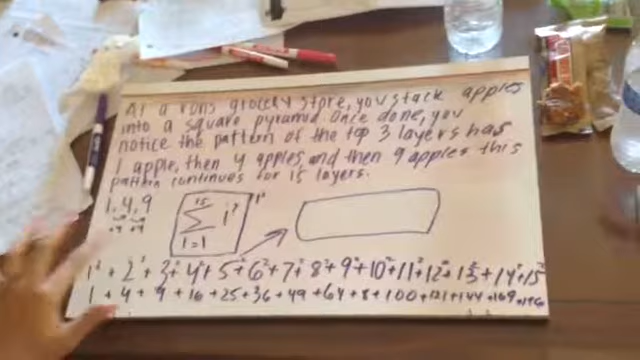 At a grocery store, you stack apples
into a square pyramid. Once done, you
notice the pattern of the top 3 layers has
1 apple, then 4 apples, and then 9 apples this
pattern continues for 15 layers.
1, 4, 9
15
∑ i²
i=1
1² + 2² + 3² + 4² + 5² + 6² + 7² + 8² + 9² + 10² + 11² + 12² + 13² + 14² + 15²
1 + 4 + 9 + 16 + 25 + 36 + 49 + 64 + 8 + 100 + 121 + 144 + 169 + 196